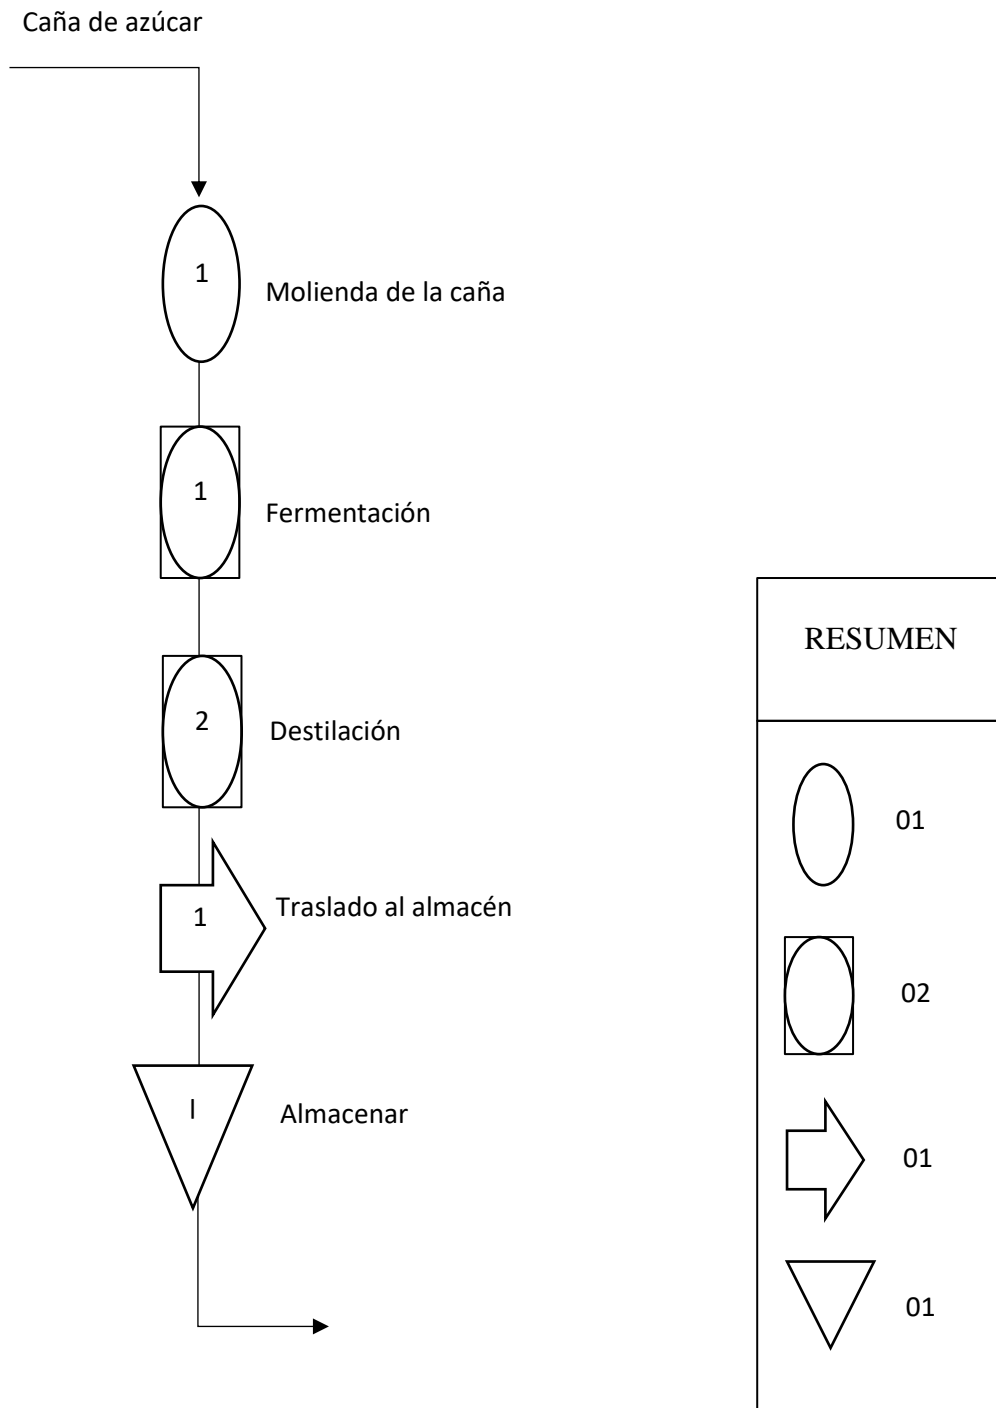 Caña de azúcar
1
Molienda de la caña
1
Fermentación
2
Destilación
1
Traslado al almacén
I
Almacenar
RESUMEN
01
02
01
01